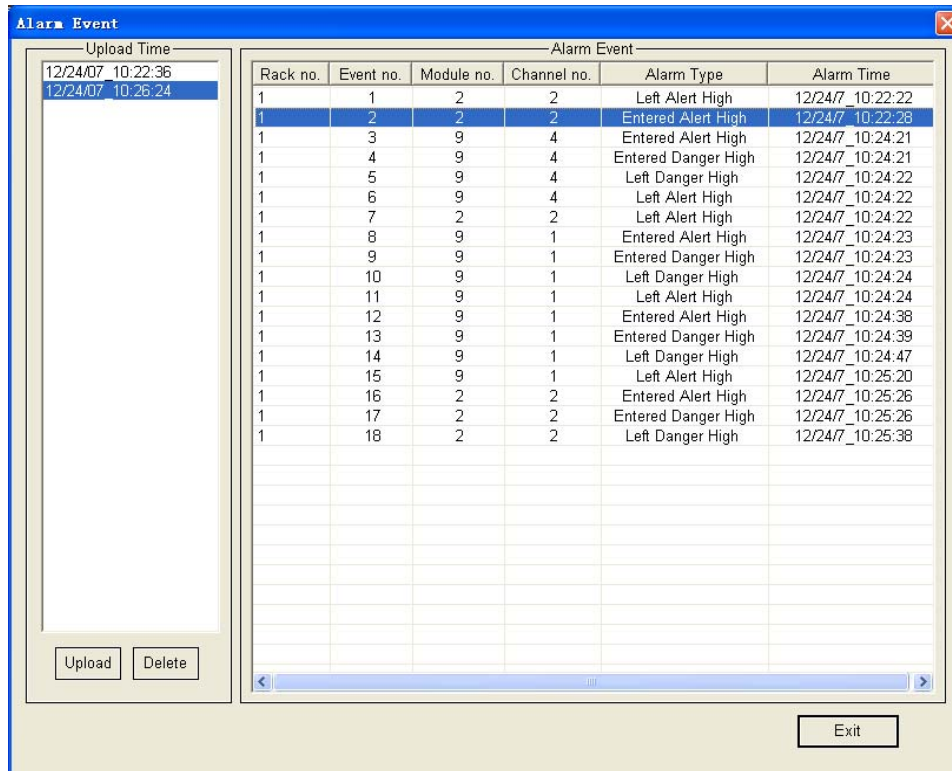 Alarm Event
Upload Time
12/24/07_10:22:36
12/24/07_10:26:24
Upload
Delete
Alarm Event
Rack no. Event no. Module no. Channel no. Alarm Type Alarm Time
1 1 2 2 Left Alert High 12/24/7_10:22:22
1 2 2 2 Entered Alert High 12/24/7_10:22:28
1 3 9 4 Entered Alert High 12/24/7_10:24:21
1 4 9 4 Entered Danger High 12/24/7_10:24:21
1 5 9 4 Left Danger High 12/24/7_10:24:22
1 6 9 4 Left Alert High 12/24/7_10:24:22
1 7 2 2 Left Alert High 12/24/7_10:24:22
1 8 9 1 Entered Alert High 12/24/7_10:24:23
1 9 9 1 Entered Danger High 12/24/7_10:24:23
1 10 9 1 Left Danger High 12/24/7_10:24:24
1 11 9 1 Left Alert High 12/24/7_10:24:24
1 12 9 1 Entered Alert High 12/24/7_10:24:38
1 13 9 1 Entered Danger High 12/24/7_10:24:39
1 14 9 1 Left Danger High 12/24/7_10:24:47
1 15 9 1 Left Alert High 12/24/7_10:25:20
1 16 2 2 Entered Alert High 12/24/7_10:25:26
1 17 2 2 Entered Danger High 12/24/7_10:25:26
1 18 2 2 Left Danger High 12/24/7_10:25:38
Exit